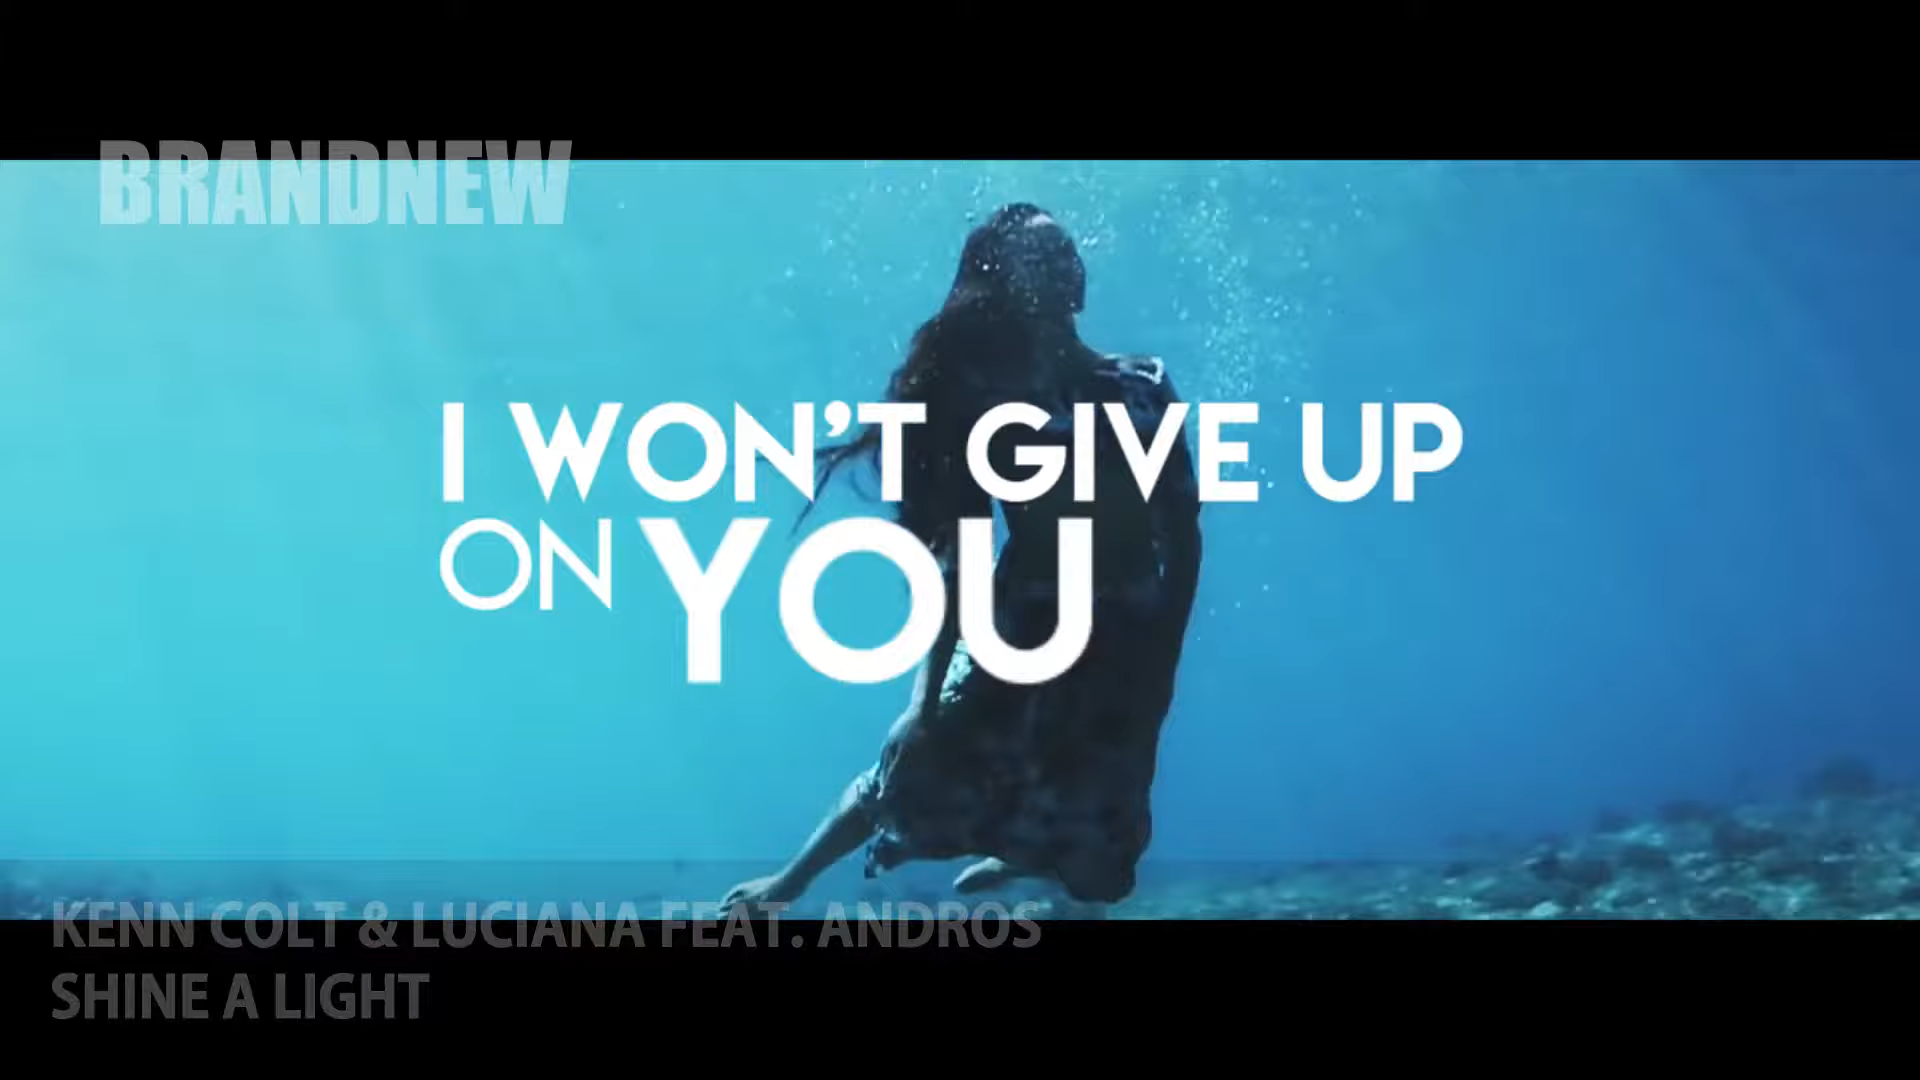 BRANDNEW
I WON'T GIVE UP
ON YOU
KENN COLT & LUCIANA FEAT. ANDROS
SHINE A LIGHT